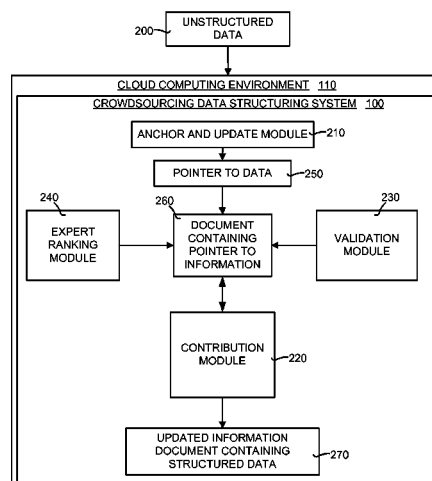 200
UNSTRUCTURED
DATA
CLOUD COMPUTING ENVIRONMENT 110
CROWDSOURCING DATA STRUCTURING SYSTEM 100
ANCHOR AND UPDATE MODULE
210
POINTER TO DATA
250
240
EXPERT
RANKING
MODULE
260
DOCUMENT
CONTAINING
POINTER TO
INFORMATION
230
VALIDATION
MODULE
CONTRIBUTION
MODULE
220
UPDATED INFORMATION
DOCUMENT CONTAINING
STRUCTURED DATA
270